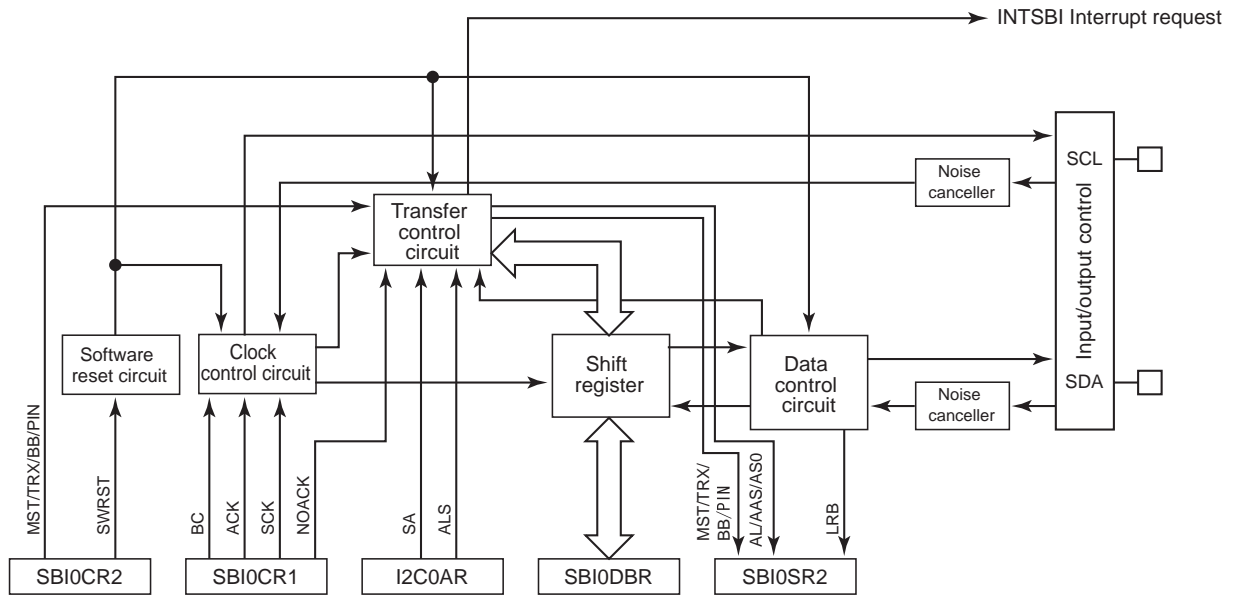 INTSBI Interrupt request
SCL
Noise
canceller
Input/output control
Transfer
control
circuit
Software
reset circuit
Clock
control circuit
Shift
register
Data
control
circuit
SDA
Noise
canceller
MST/TRX/BB/PIN
SWRST
BC
ACK
SCK
NOACK
SA
ALS
MST/TRX/
BB/PIN
AL/AAS/AS0
LRB
SBI0CR2
SBI0CR1
I2C0AR
SBI0DBR
SBI0SR2